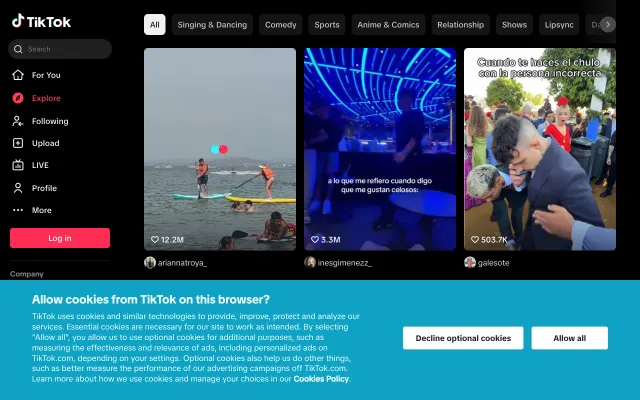 TikTok
Search
For You
Explore
Following
Upload
LIVE
Profile
More
Log in
Company
All
Singing & Dancing
Comedy
Sports
Anime & Comics
Relationship
Shows
Lipsync
12.2M
ariannatroya_
a lo que me refiero cuando digo
que me gustan celosos:
3.3M
inesgimenezz_
Cuando te haces el chulo
con la persona incorrecta
503.7K
galesote
Allow cookies from TikTok on this browser?
TikTok uses cookies and similar technologies to provide, improve, protect and analyze our
services. Essential cookies are necessary for our site to work as intended. By selecting
"Allow all", you allow us to use optional cookies for additional purposes, such as
measuring the effectiveness and relevance of ads, including personalized ads on
TikTok.com, depending on your settings. Optional cookies also help us do other things,
such as better measure the performance of our advertising campaigns off TikTok.com.
Learn more about how we use cookies and manage your choices in our Cookies Policy.
Decline optional cookies
Allow all